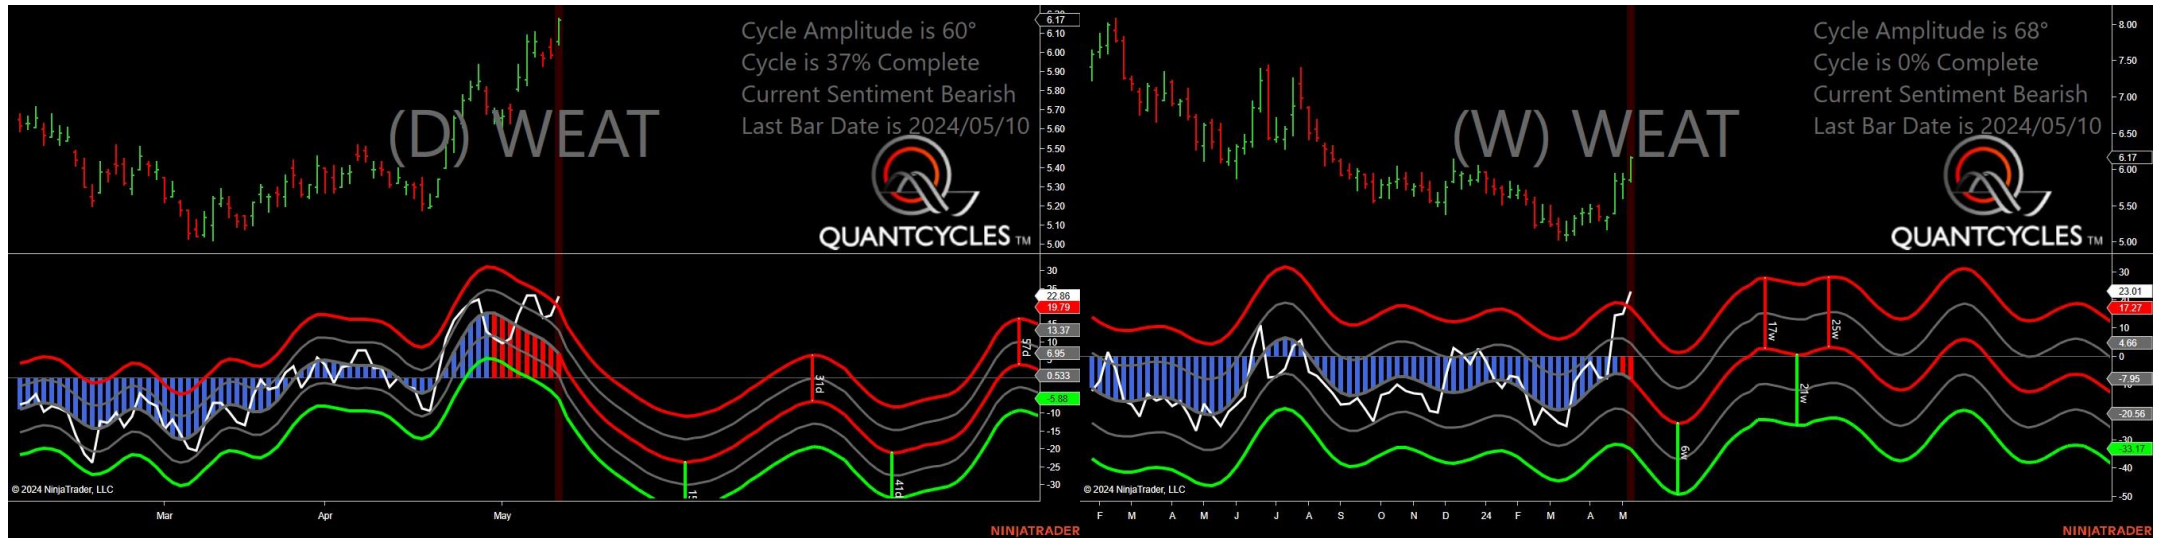 Cycle Amplitude is 60°
Cycle is 37% Complete
Current Sentiment Bearish
Last Bar Date is 2024/05/10
(D) WEAT
QUANTCYCLES TM
6.17
6.10
6.00
5.90
5.80
5.70
5.60
5.50
5.40
5.30
5.20
5.10
5.00
30
22.86
19.79
13.37
10
6.95
0.533
-5.88
-10
-15
-20
-25
-30
31d
41d
57d
© 2024 NinjaTrader, LLC
Mar Apr May
NINJATRADER
Cycle Amplitude is 68°
Cycle is 0% Complete
Current Sentiment Bearish
Last Bar Date is 2024/05/10
(W) WEAT
QUANTCYCLES TM
8.00
7.50
7.00
6.50
6.17
6.00
5.50
5.00
30
23.01
17.27
10
4.66
0
-7.95
-20.56
-30
-33.17
-40
-50
6w
17w
21w
25w
© 2024 NinjaTrader, LLC
F M A M J J A S O N D 24 F M A M
NINJATRADER